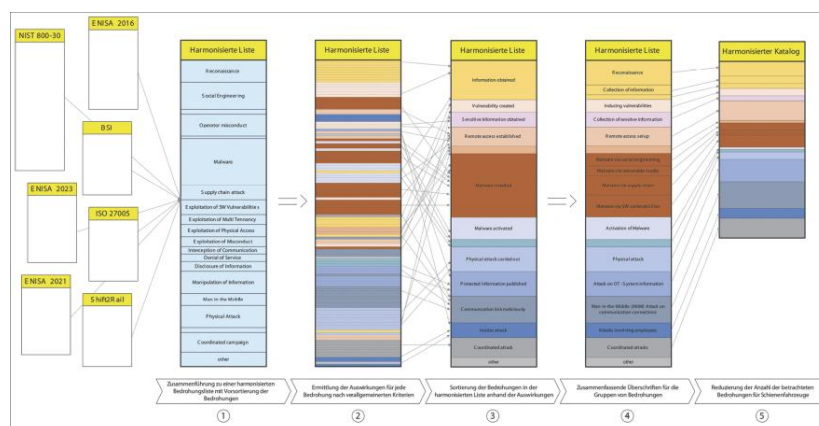 NIST 800-30
ENISA 2016
BSI
ENISA 2023
ISO 27005
ENISA 2021
Shift2Rail
Harmonisierte Liste
Reconaissance
Social Engineering
Operator misconduct
Malware
Supply chain attack
Exploitation of SW Vulnerabilities
Exploitation of Multi Tennancy
Exploitation of Physical Access
Exploitation of Misconduct
Interception of Communication
Denial of Service
Disclosure of Information
Manipulation of Information
Man in the Middle
Physical Attack
Coordinated campaign
other
Harmonisierte Liste
Harmonisierte Liste
Information obtained
Vulnerability created
Sensitive information obtained
Remote access established
Malware installed
Malware activated
Physical attack carried out
Protected information published
Communication link maliciously
Insider attack
Coordinated attack
other
Harmonisierte Liste
Reconaissance
Collection of information
Inducing vulnerabilities
Collection of sensitive information
Remote access setup
Malware via social engineering
Malware via removable media
Malware via supply chain
Malware via SW vulnerabilities
Activation of Malware
Physical attack
Attack on OT-System information
Man-in-the-Middle (MitM) Attack on
communication connections
Attacks involving employees
Coordinated attacks
other
Harmonisierter Katalog
Zusammenführung zu einer harmonisierten
Bedrohungsliste mit Vorsortierung der
Bedrohungen
①
Ermittlung der Auswirkungen für jede
Bedrohung nach verallgemeinerten Kriterien
②
Sortierung der Bedrohungen in der
harmonisierten Liste anhand der Auswirkungen
③
Zusammenfassende Überschriften für die
Gruppen von Bedrohungen
④
Reduzierung der Anzahl der betrachteten
Bedrohungen für Schienenfahrzeuge
⑤